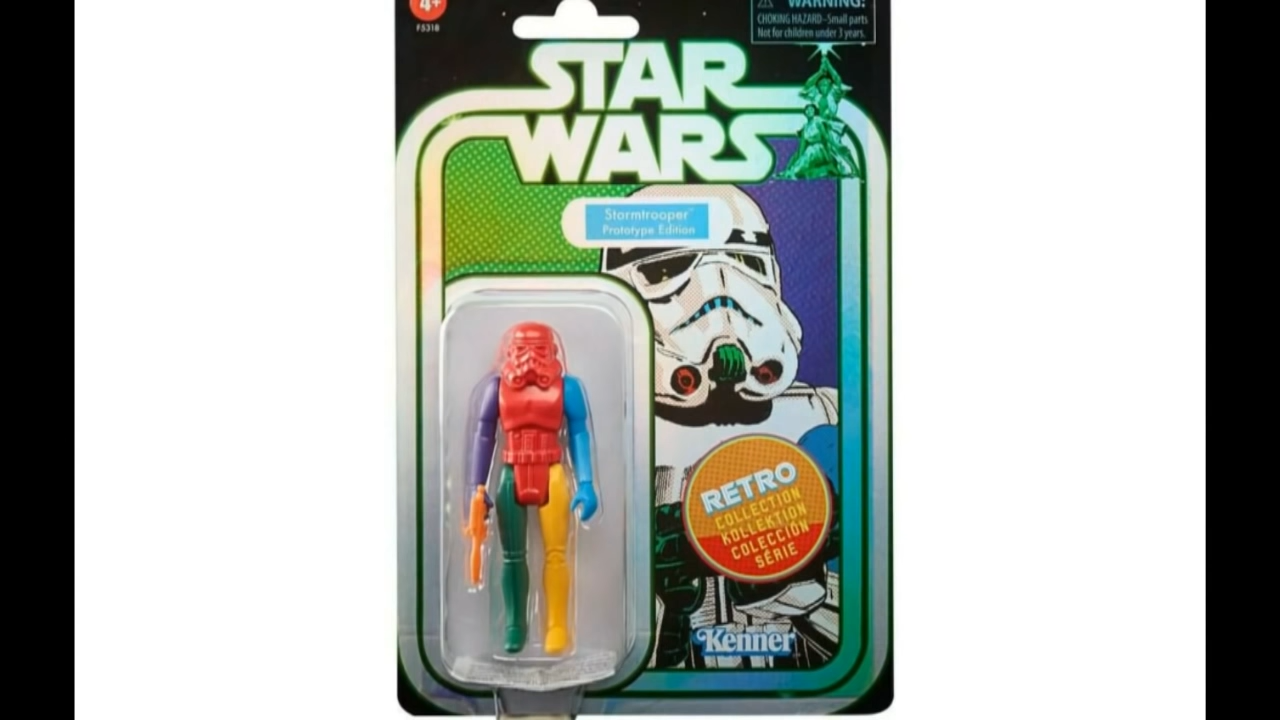 4+
F5318
WARNING:
CHOKING HAZARD–Small parts
Not for children under 3 years.
STAR
WARS
Stormtrooper™
Prototype Edition
RETRO
COLLECTION
KOLLEKTION
COLECCIÓN
SÉRIE
Kenner